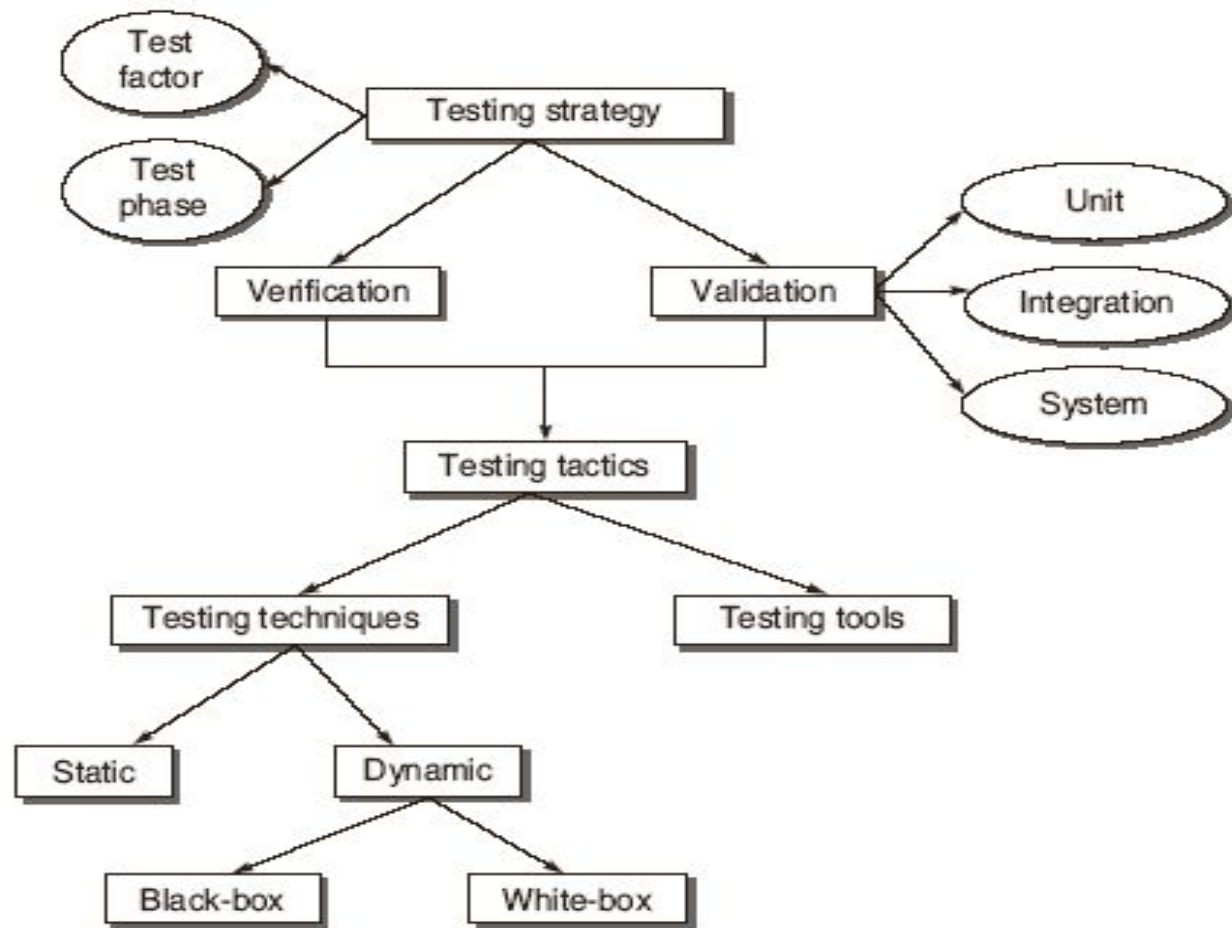 Test
factor
Testing strategy
Test
phase
Unit
Verification
Validation
Integration
System
Testing tactics
Testing techniques
Testing tools
Static
Dynamic
Black-box
White-box